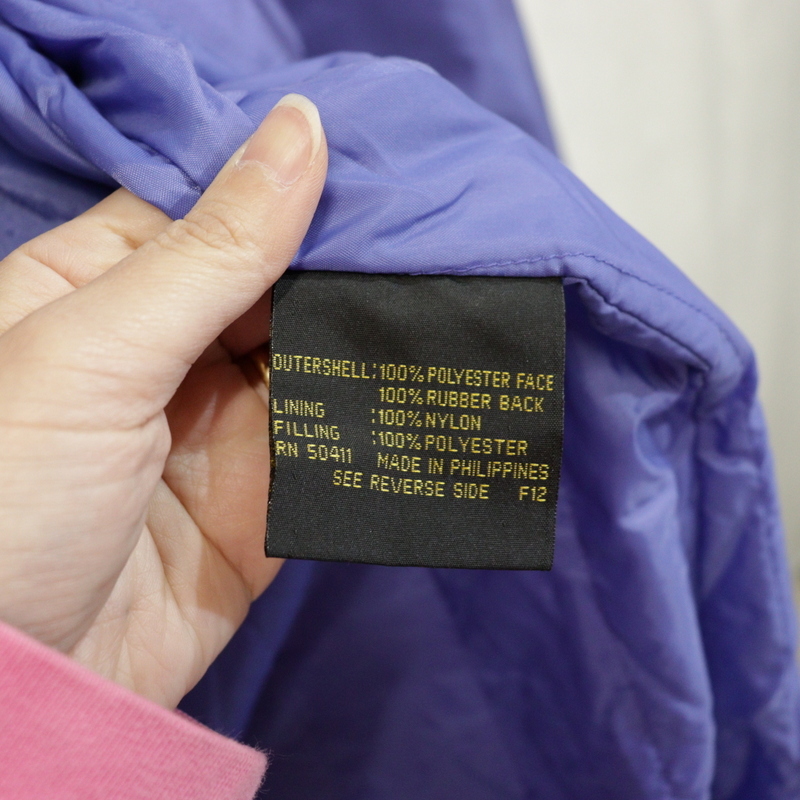 OUTERSHELL:100% POLYESTER FACE
100% RUBBER BACK
LINING :100% NYLON
FILLING :100% POLYESTER
RN 50411 MADE IN PHILIPPINES
SEE REVERSE SIDE F12